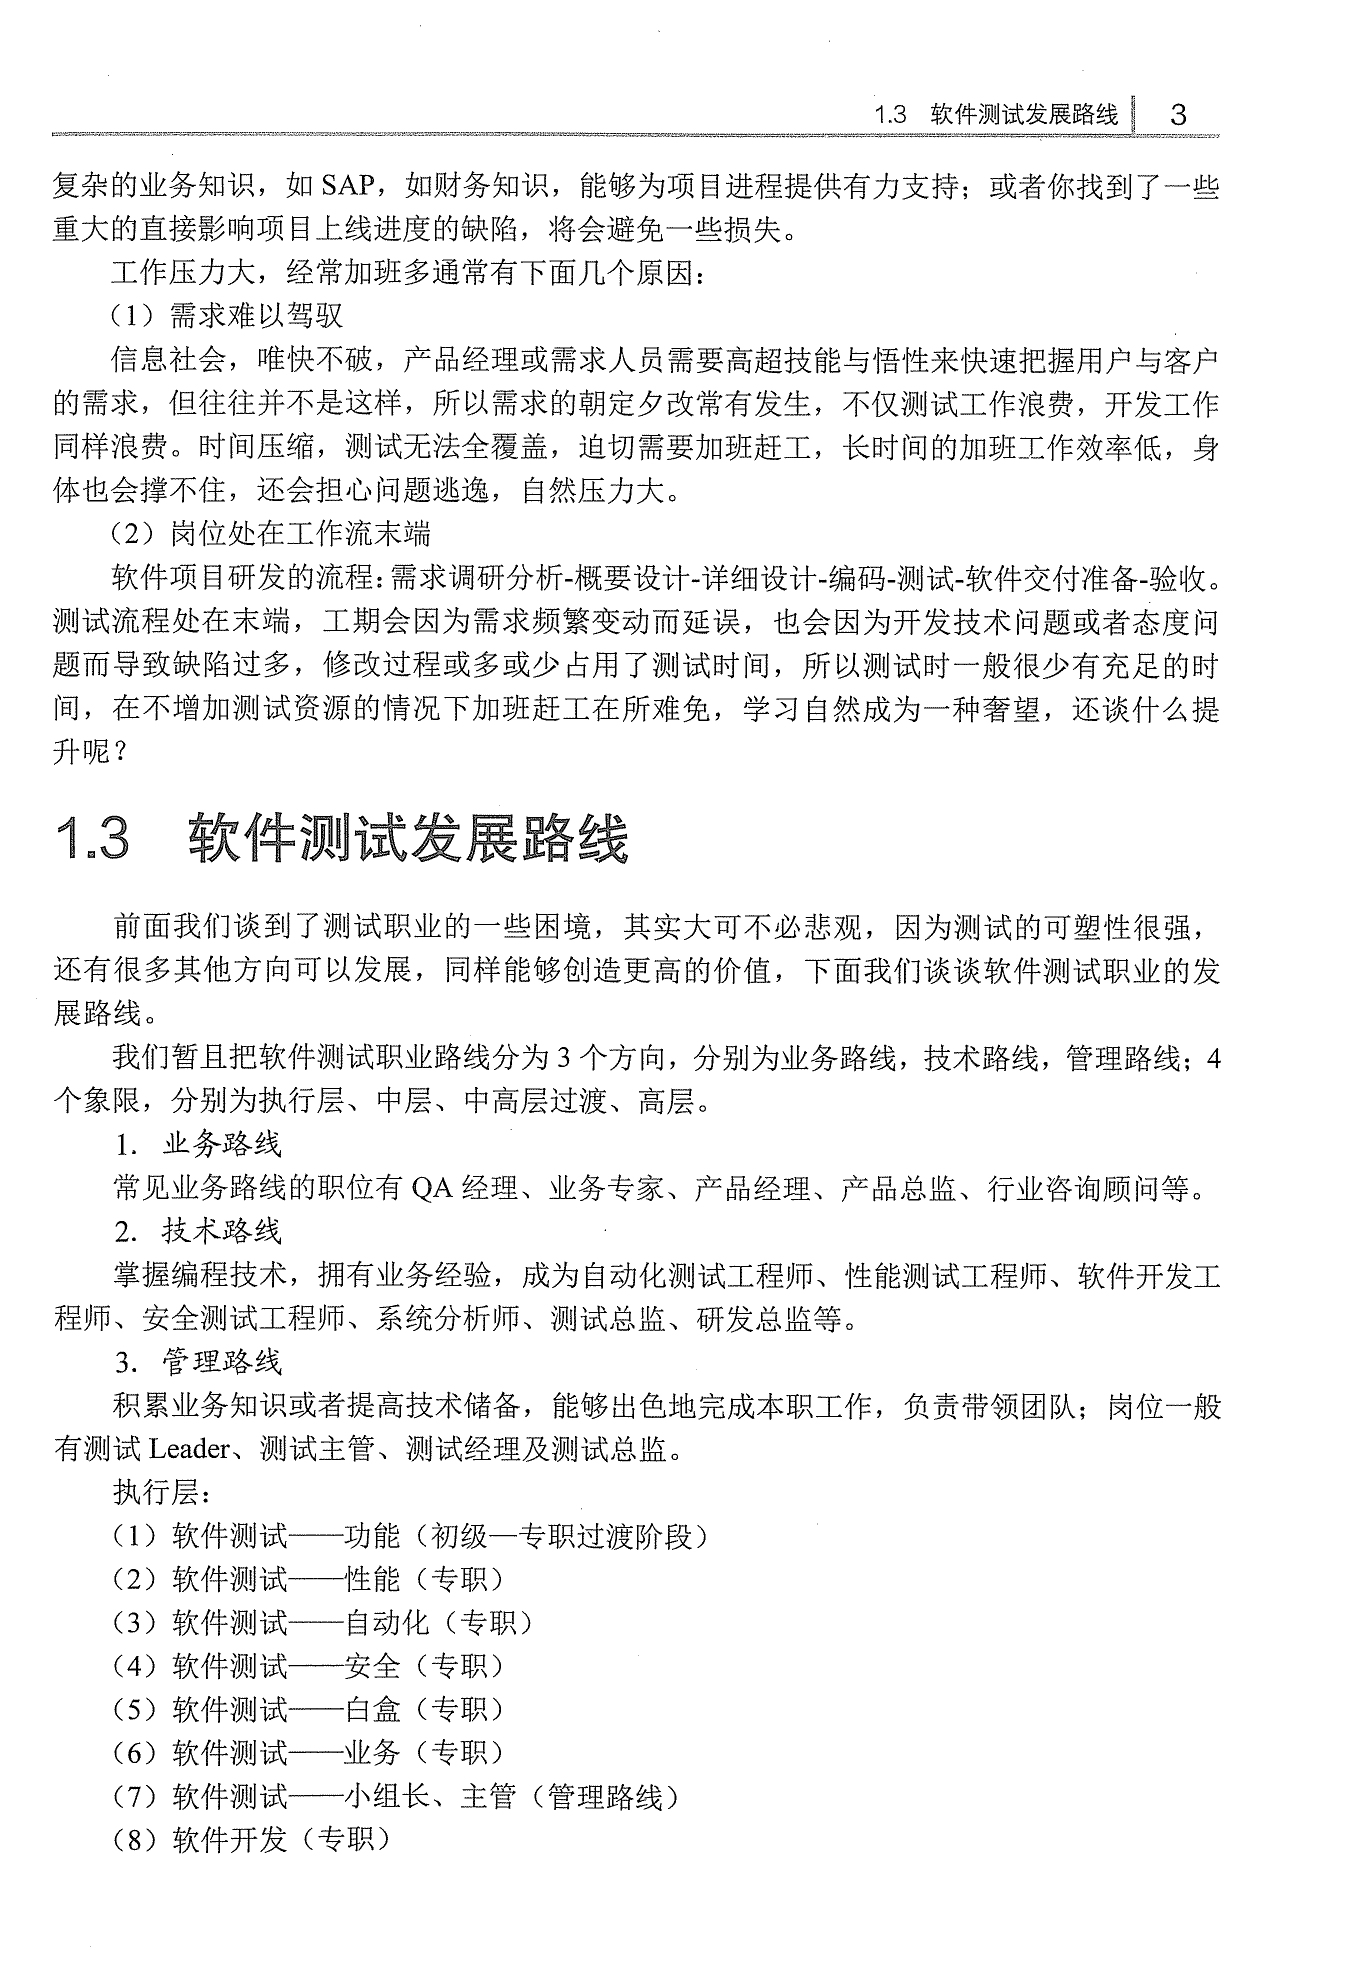 1.3 软件测试发展路线 3
复杂的业务知识，如 SAP，如财务知识，能够为项目进程提供有力支持；或者你找到了一些
重大的直接影响项目上线进度的缺陷，将会避免一些损失。
工作压力大，经常加班多通常有下面几个原因：
（1）需求难以驾驭
信息社会，唯快不破，产品经理或需求人员需要高超技能与悟性来快速把握用户与客户
的需求，但往往并不是这样，所以需求的朝定夕改常有发生，不仅测试工作浪费，开发工作
同样浪费。时间压缩，测试无法全覆盖，迫切需要加班赶工，长时间的加班工作效率低，身
体也会撑不住，还会担心问题逃逸，自然压力大。
（2）岗位处在工作流末端
软件项目研发的流程：需求调研分析-概要设计-详细设计-编码-测试-软件交付准备-验收。
测试流程处在末端，工期会因为需求频繁变动而延误，也会因为开发技术问题或者态度问
题而导致缺陷过多，修改过程或多或少占用了测试时间，所以测试时一般很少有充足的时
间，在不增加测试资源的情况下加班赶工在所难免，学习自然成为一种奢望，还谈什么提
升呢？
1.3 软件测试发展路线
前面我们谈到了测试职业的一些困境，其实大可不必悲观，因为测试的可塑性很强，
还有很多其他方向可以发展，同样能够创造更高的价值，下面我们谈谈软件测试职业的发
展路线。
我们暂且把软件测试职业路线分为 3 个方向，分别为业务路线，技术路线，管理路线；4
个象限，分别为执行层、中层、中高层过渡、高层。
1．业务路线
常见业务路线的职位有 QA 经理、业务专家、产品经理、产品总监、行业咨询顾问等。
2．技术路线
掌握编程技术，拥有业务经验，成为自动化测试工程师、性能测试工程师、软件开发工
程师、安全测试工程师、系统分析师、测试总监、研发总监等。
3．管理路线
积累业务知识或者提高技术储备，能够出色地完成本职工作，负责带领团队；岗位一般
有测试 Leader、测试主管、测试经理及测试总监。
执行层：
（1）软件测试——功能（初级—专职过渡阶段）
（2）软件测试——性能（专职）
（3）软件测试——自动化（专职）
（4）软件测试——安全（专职）
（5）软件测试——白盒（专职）
（6）软件测试——业务（专职）
（7）软件测试——小组长、主管（管理路线）
（8）软件开发（专职）